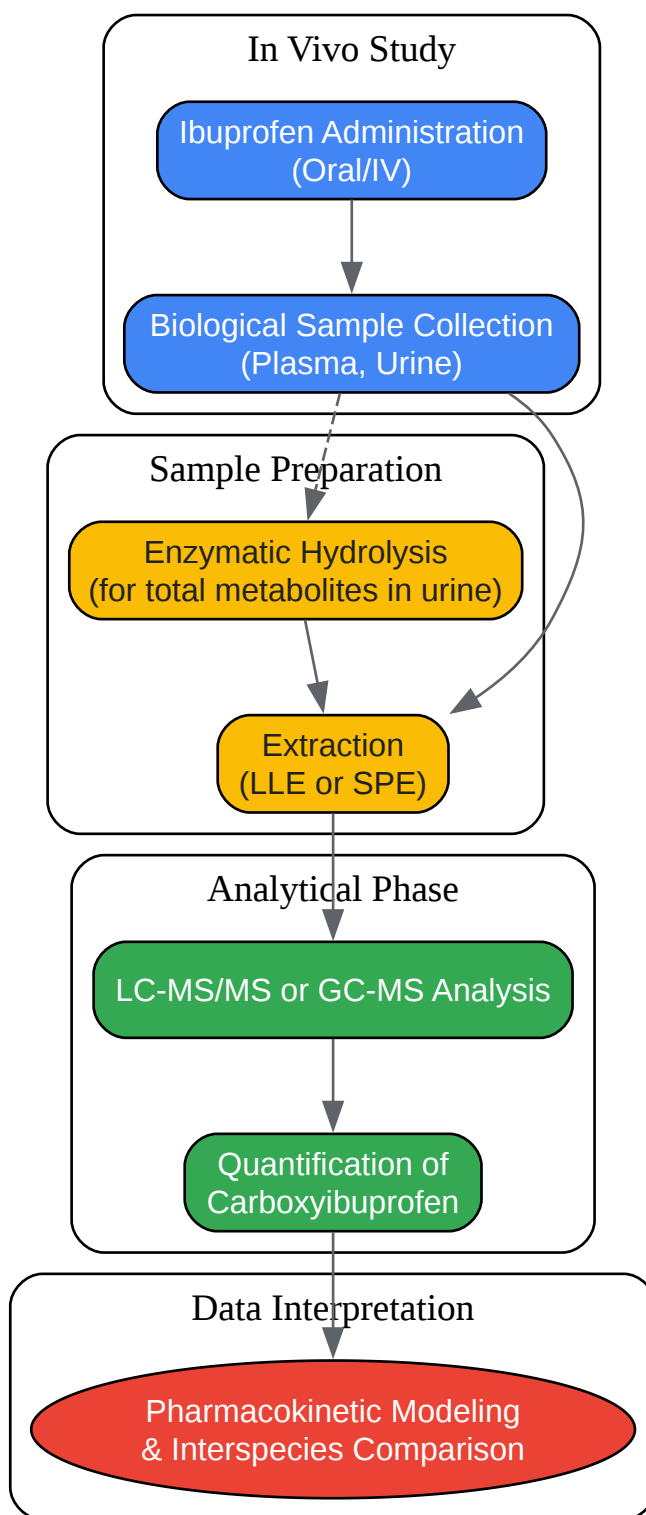 In Vivo Study
Ibuprofen Administration
(Oral/IV)
Biological Sample Collection
(Plasma, Urine)
Sample Preparation
Enzymatic Hydrolysis
(for total metabolites in urine)
Extraction
(LLE or SPE)
Analytical Phase
LC-MS/MS or GC-MS Analysis
Quantification of
Carboxyibuprofen
Data Interpretation
Pharmacokinetic Modeling
& Interspecies Comparison